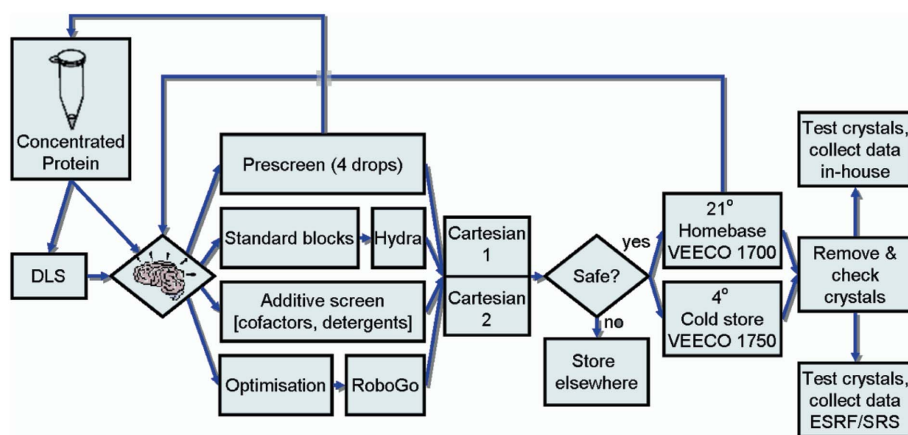 Concentrated
Protein
DLS
Prescreen (4 drops)
Standard blocks
Hydra
Additive screen
[cofactors, detergents]
Optimisation
RoboGo
Cartesian
1
Cartesian
2
Safe?
yes
no
Store
elsewhere
21°
Homebase
VEECO 1700
4°
Cold store
VEECO 1750
Test crystals,
collect data
in-house
Remove &
check
crystals
Test crystals,
collect data
ESRF/SRS